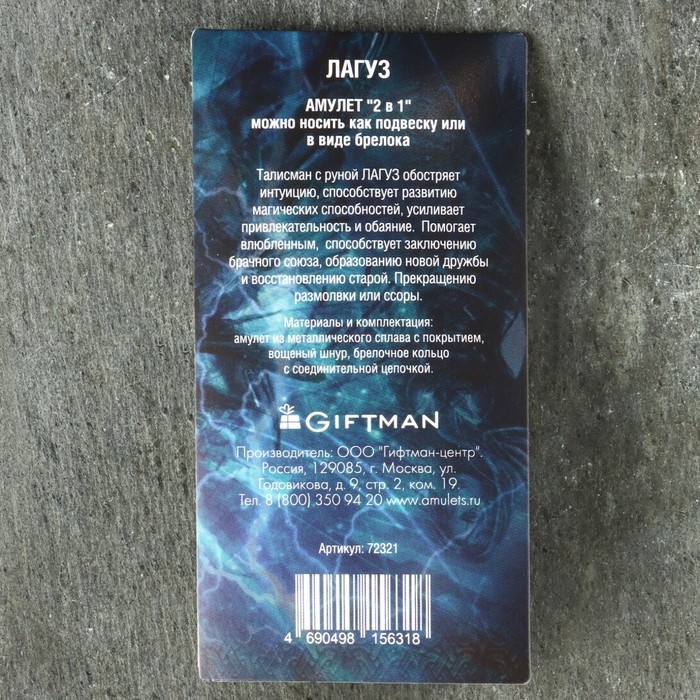 ЛАГУЗ
АМУЛЕТ "2 в 1"
можно носить как подвеску или
в виде брелока
Талисман с руной ЛАГУЗ обостряет
интуицию, способствует развитию
магических способностей, усиливает
привлекательность и обаяние. Помогает
влюбленным, способствует заключению
брачного союза, образованию новой дружбы
и восстановлению старой. Прекращению
размолвки или ссоры.
Материалы и комплектация:
амулет из металлического сплава с покрытием,
вощеный шнур, брелочное кольцо
с соединительной цепочкой.
GIFTMAN
Производитель: ООО "Гифтман-центр".
Россия, 129085, г. Москва, ул.
Годовикова, д. 9, стр. 2, ком. 19.
Тел. 8 (800) 350 94 20 www.amulets.ru
Артикул: 72321
4 690498 156318